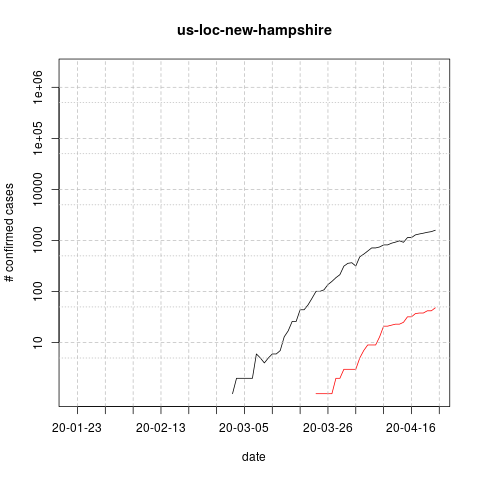 us-loc-new-hampshire
# confirmed cases
1e+06
1e+05
10000
1000
100
10
20-01-23
20-02-13
20-03-05
20-03-26
20-04-16
date